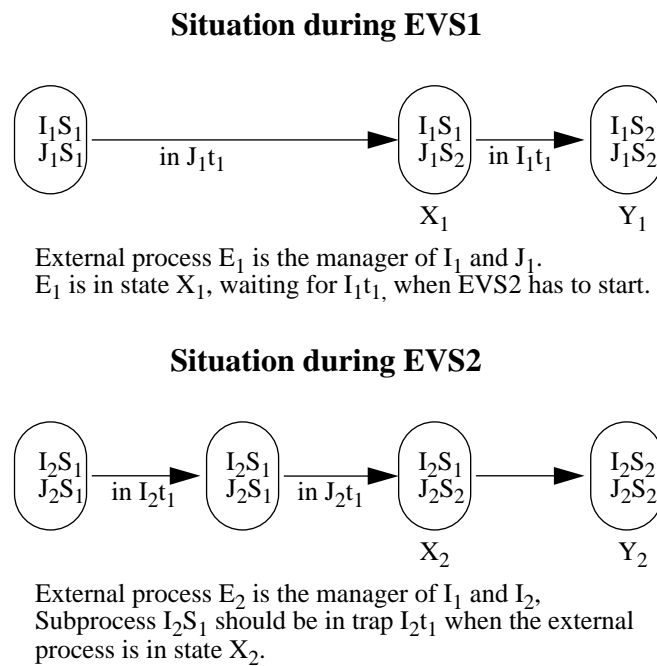 Situation during EVS1
I₁S₁ I₁S₁ I₁S₂
J₁S₁ J₁S₂ J₁S₂
in J₁t₁ in I₁t₁
X₁ Y₁
External process E₁ is the manager of I₁ and J₁.
E₁ is in state X₁, waiting for I₁t₁, when EVS2 has to start.
Situation during EVS2
I₂S₁ I₂S₁ I₂S₁ I₂S₂
J₂S₁ J₂S₁ J₂S₂ J₂S₂
in I₂t₁ in J₂t₁
X₂ Y₂
External process E₂ is the manager of I₁ and I₂,
Subprocess I₂S₁ should be in trap I₂t₁ when the external
process is in state X₂.